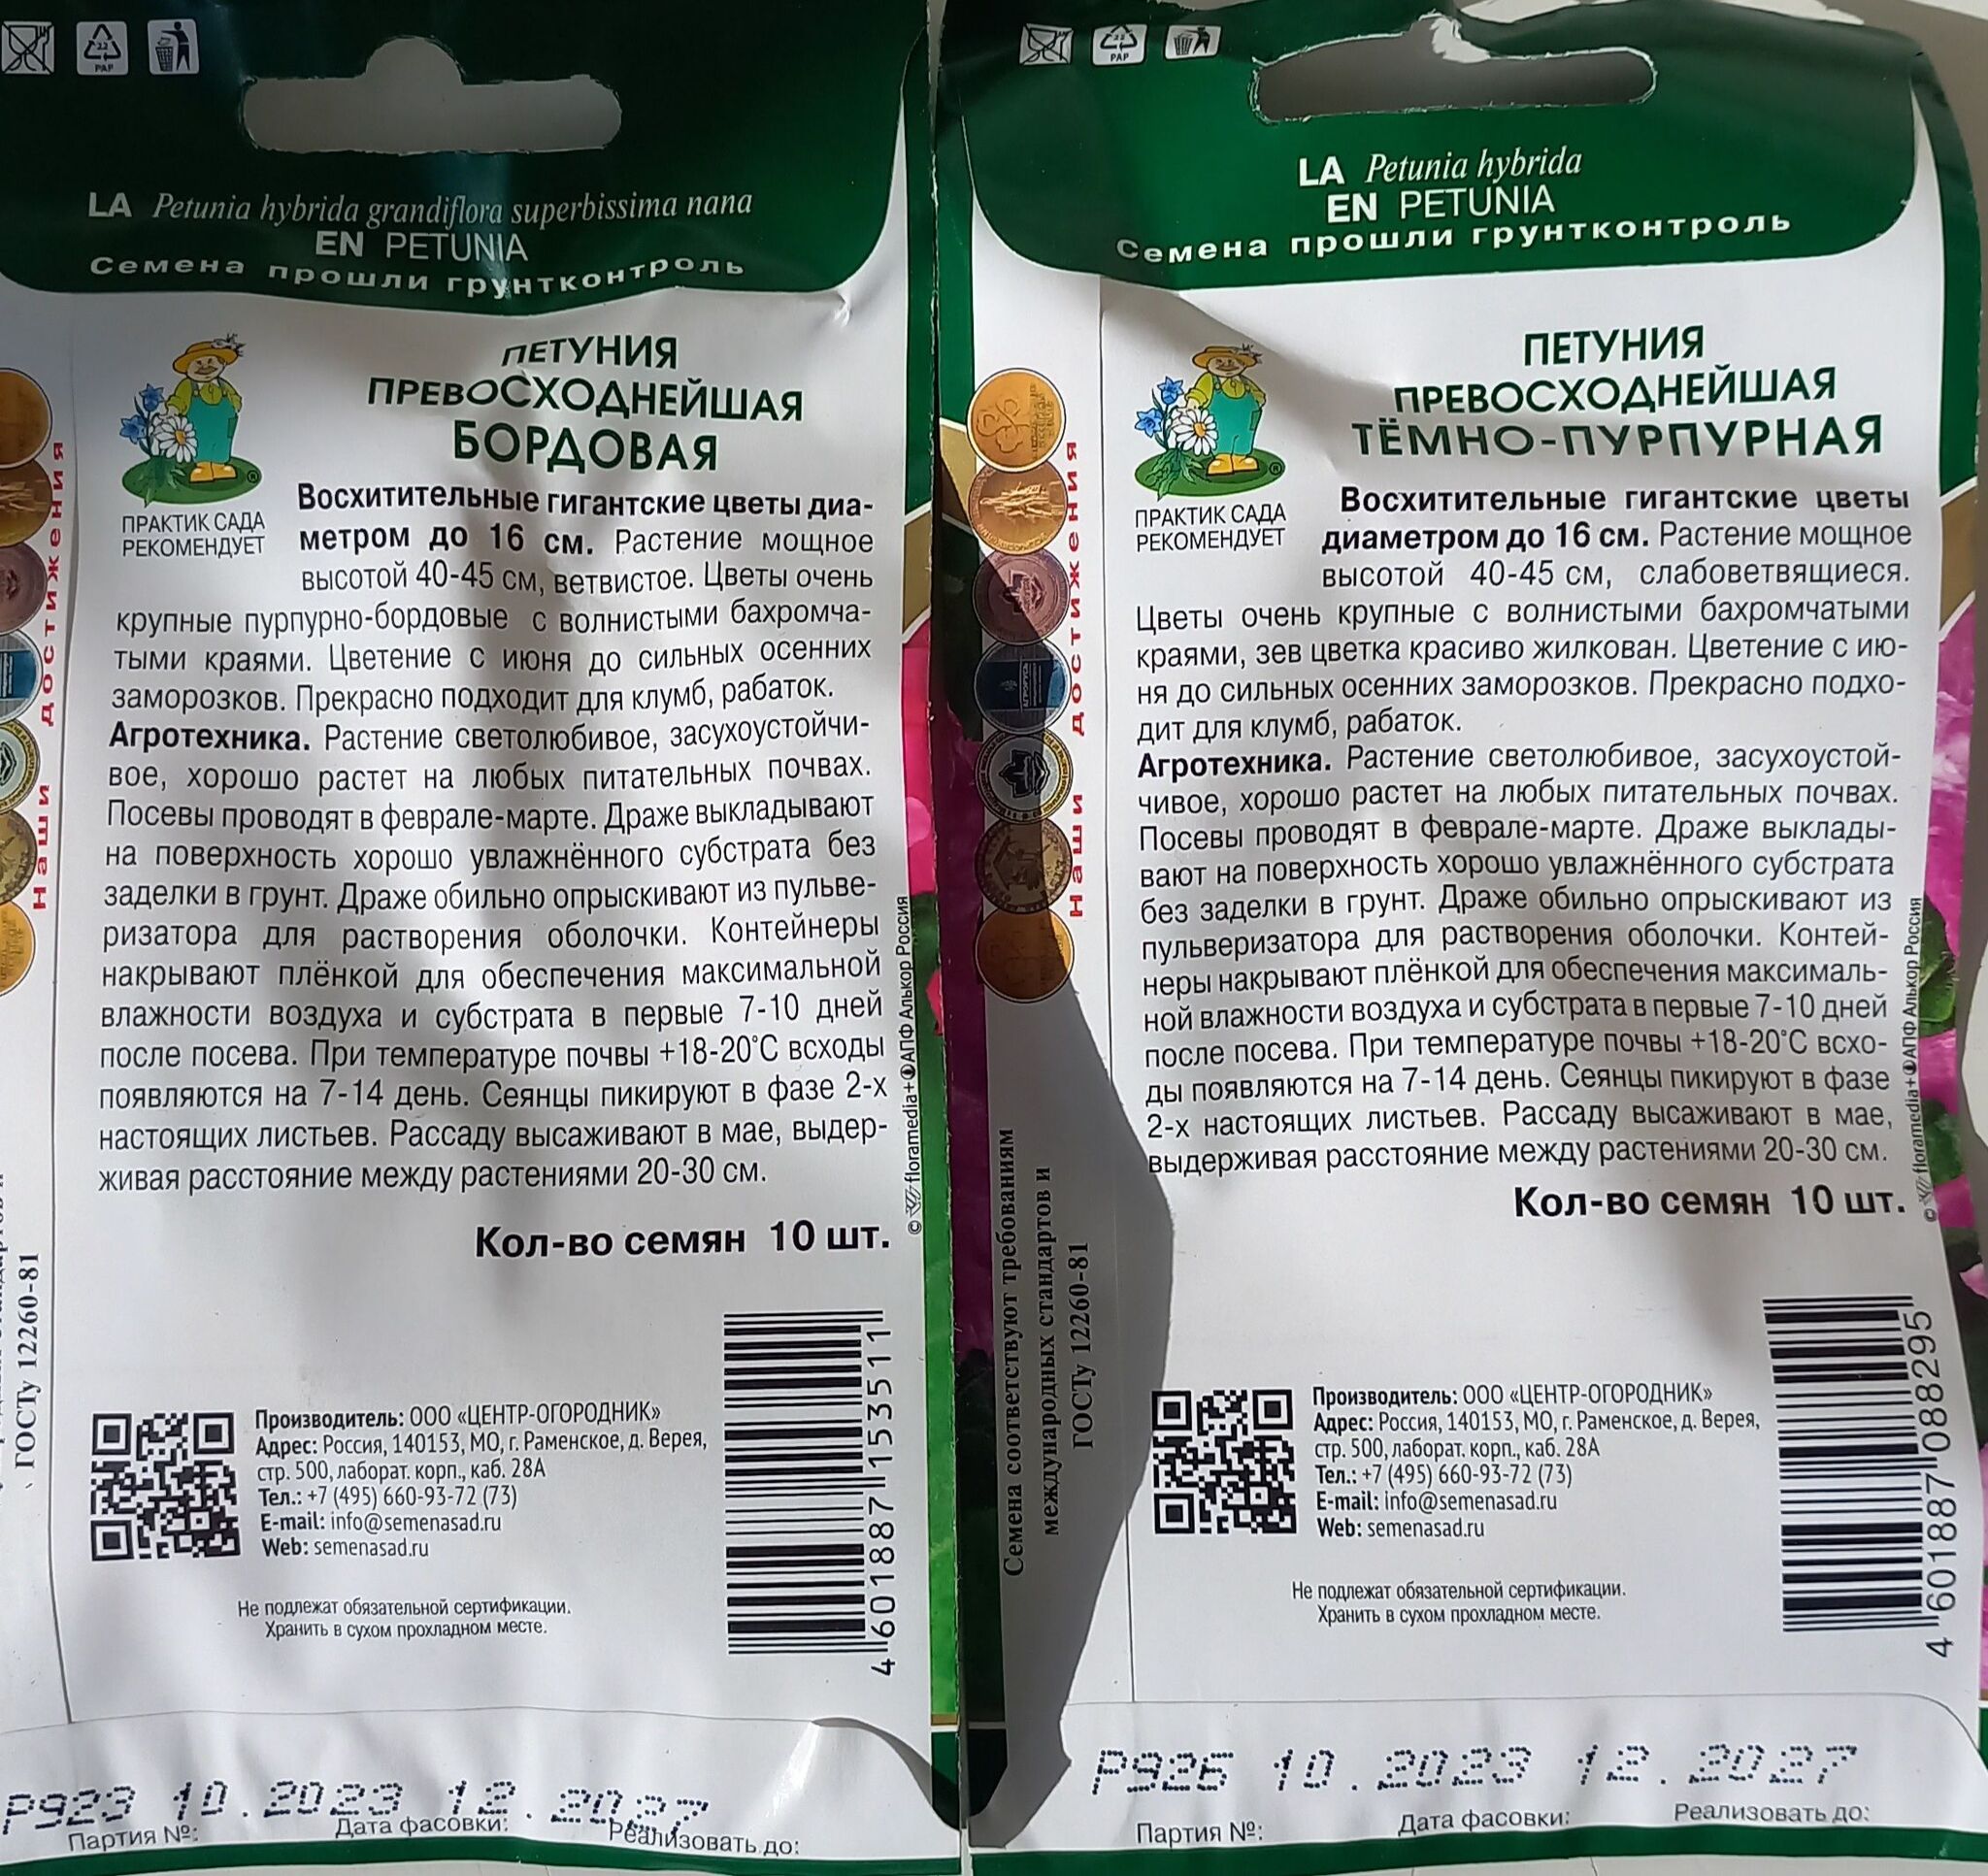 PAP
LA Petunia hybrida grandiflora superbissima nana
EN PETUNIA
Семена прошли грунтконтроль
ПЕТУНИЯ
ПРЕВОСХОДНЕЙШАЯ
БОРДОВАЯ
ПРАКТИК САДА
РЕКОМЕНДУЕТ
Восхитительные гигантские цветы диа-
метром до 16 см. Растение мощное
высотой 40-45 см, ветвистое. Цветы очень
крупные пурпурно-бордовые с волнистыми бахромча-
тыми краями. Цветение с июня до сильных осенних
заморозков. Прекрасно подходит для клумб, рабаток.
Агротехника. Растение светолюбивое, засухоустойчи-
вое, хорошо растет на любых питательных почвах.
Посевы проводят в феврале-марте. Драже выкладывают
на поверхность хорошо увлажнённого субстрата без
заделки в грунт. Драже обильно опрыскивают из пульве-
ризатора для растворения оболочки. Контейнеры
накрывают плёнкой для обеспечения максимальной
влажности воздуха и субстрата в первые 7-10 дней
после посева. При температуре почвы +18-20°С всходы
появляются на 7-14 день. Сеянцы пикируют в фазе 2-х
настоящих листьев. Рассаду высаживают в мае, выдер-
живая расстояние между растениями 20-30 см.
Кол-во семян 10 шт.
наши достижения
ГОСТу 12260-81
© floramedia+ АПФ Алькор Россия
Производитель: ООО «ЦЕНТР-ОГОРОДНИК»
Адрес: Россия, 140153, МО, г. Раменское, д. Верея,
стр. 500, лаборат. корп., каб. 28А
Тел.: +7 (495) 660-93-72 (73)
E-mail: info@semenasad.ru
Web: semenasad.ru
4 601887 153511
Не подлежат обязательной сертификации.
Хранить в сухом прохладном месте.
P923 10.2023 12.2027
Партия №: Дата фасовки: Реализовать до:
22
PAP
LA Petunia hybrida
EN PETUNIA
Семена прошли грунтконтроль
ПЕТУНИЯ
ПРЕВОСХОДНЕЙШАЯ
ТЁМНО-ПУРПУРНАЯ
ПРАКТИК САДА
РЕКОМЕНДУЕТ
Восхитительные гигантские цветы
диаметром до 16 см. Растение мощное
высотой 40-45 см, слабоветвящиеся.
Цветы очень крупные с волнистыми бахромчатыми
краями, зев цветка красиво жилкован. Цветение с ию-
ня до сильных осенних заморозков. Прекрасно подхо-
дит для клумб, рабаток.
Агротехника. Растение светолюбивое, засухоустой-
чивое, хорошо растет на любых питательных почвах.
Посевы проводят в феврале-марте. Драже выклады-
вают на поверхность хорошо увлажнённого субстрата
без заделки в грунт. Драже обильно опрыскивают из
пульверизатора для растворения оболочки. Контей-
неры накрывают плёнкой для обеспечения максималь-
ной влажности воздуха и субстрата в первые 7-10 дней
после посева. При температуре почвы +18-20°С всхо-
ды появляются на 7-14 день. Сеянцы пикируют в фазе
2-х настоящих листьев. Рассаду высаживают в мае,
выдерживая расстояние между растениями 20-30 см.
Кол-во семян 10 шт.
наши достижения
Семена соответствуют требованиям
международных стандартов и
ГОСТу 12260-81
© floramedia+ АПФ Алькор Россия
Производитель: ООО «ЦЕНТР-ОГОРОДНИК»
Адрес: Россия, 140153, МО, г. Раменское, д. Верея,
стр. 500, лаборат. корп., каб. 28А
Тел.: +7 (495) 660-93-72 (73)
E-mail: info@semenasad.ru
Web: semenasad.ru
4 601887 088295
Не подлежат обязательной сертификации.
Хранить в сухом прохладном месте.
P926 10.2023 12.2027
Партия №: Дата фасовки: Реализовать до: